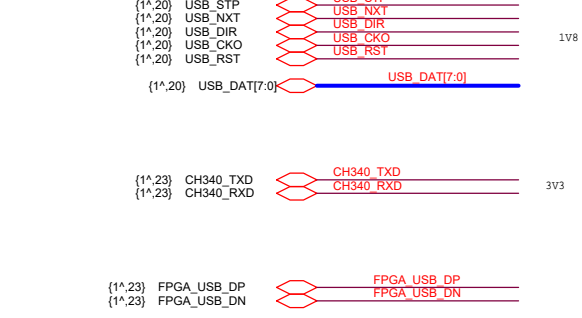 {1^,20} USB_STP USB_STP
{1^,20} USB_NXT USB_NXT
{1^,20} USB_DIR USB_DIR
{1^,20} USB_CKO USB_CKO 1V8
{1^,20} USB_RST USB_RST
{1^,20} USB_DAT[7:0] USB_DAT[7:0]
{1^,23} CH340_TXD CH340_TXD
{1^,23} CH340_RXD CH340_RXD 3V3
{1^,23} FPGA_USB_DP FPGA_USB_DP
{1^,23} FPGA_USB_DN FPGA_USB_DN